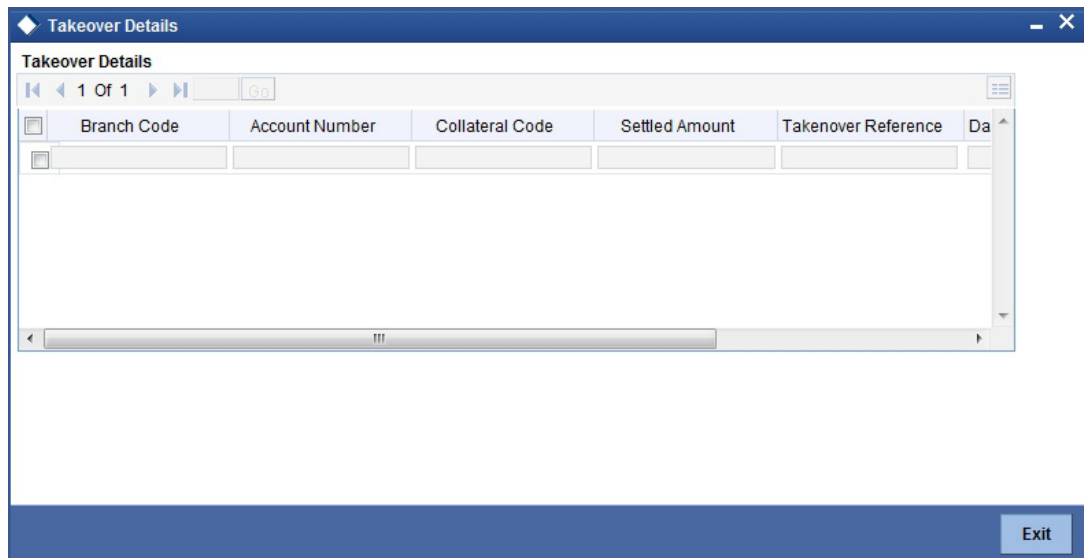 Takeover Details
Takeover Details
1 Of 1 Go
Branch Code Account Number Collateral Code Settled Amount Takenover Reference Da
Exit